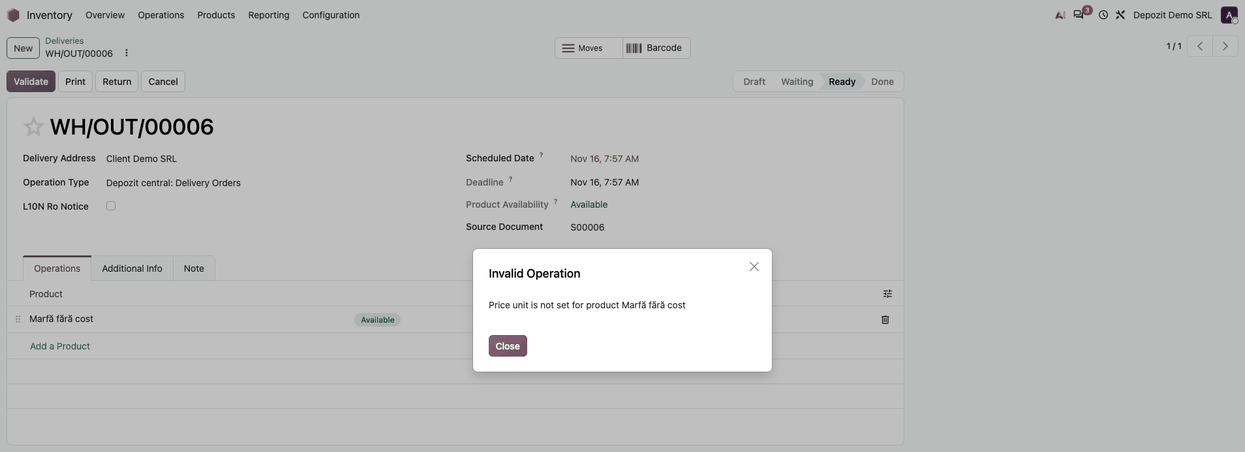 Inventory Overview Operations Products Reporting Configuration 3 Depozit Demo SRL A
New Deliveries
WH/OUT/00006
Moves Barcode 1 / 1
Validate Print Return Cancel Draft Waiting Ready Done
WH/OUT/00006
Delivery Address Client Demo SRL
Scheduled Date ? Nov 16, 7:57 AM
Operation Type Depozit central: Delivery Orders
Deadline ? Nov 16, 7:57 AM
L10N Ro Notice
Product Availability ? Available
Source Document S00006
Operations Additional Info Note
Product
Marfă fără cost Available
Add a Product
Invalid Operation
Price unit is not set for product Marfă fără cost
Close